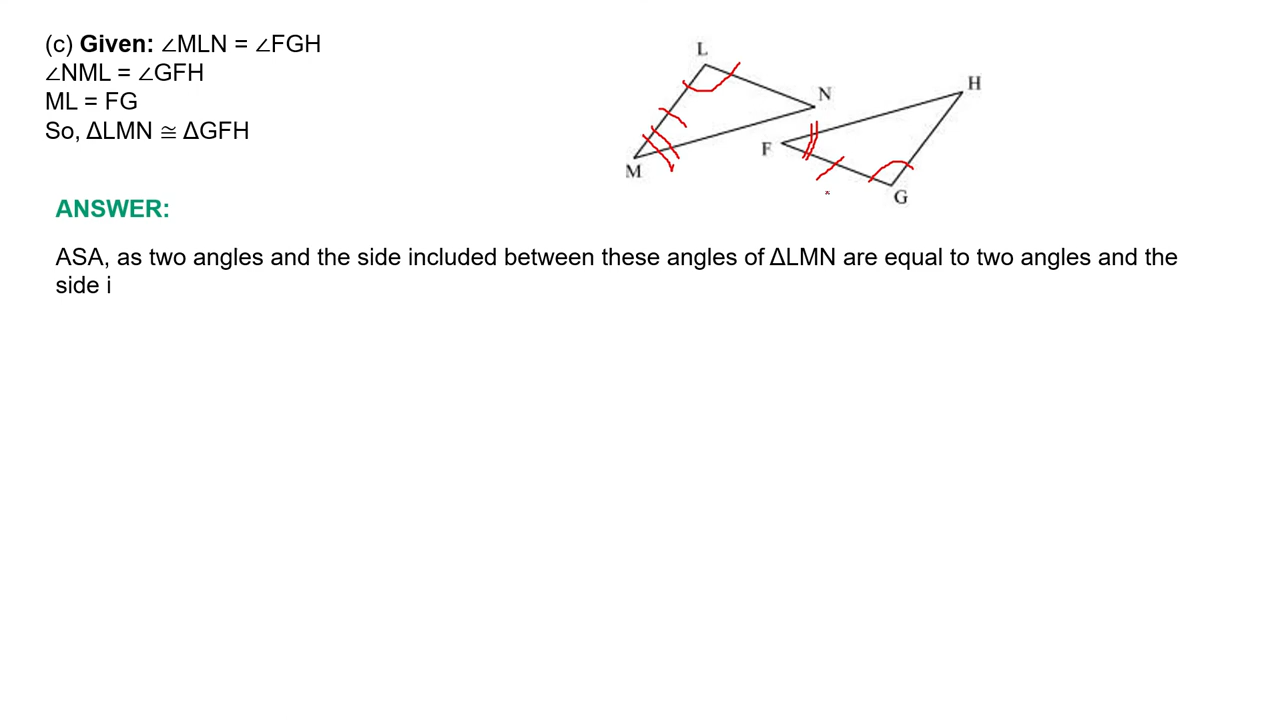 (c) Given: ∠MLN = ∠FGH
∠NML = ∠GFH
ML = FG
So, ΔLMN ≅ ΔGFH
L
N
M
H
F
G
ANSWER:
ASA, as two angles and the side included between these angles of ΔLMN are equal to two angles and the
side i